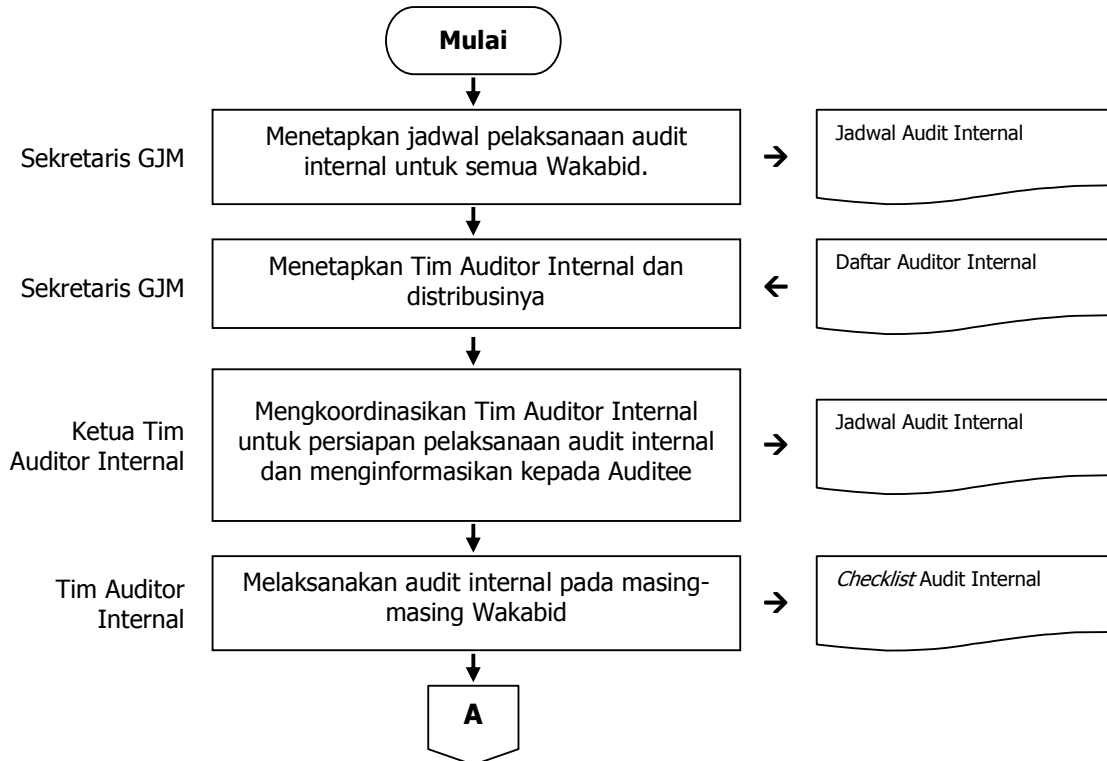 Mulai
Sekretaris GJM
Menetapkan jadwal pelaksanaan audit
internal untuk semua Wakabid.
→
Jadwal Audit Internal
Sekretaris GJM
Menetapkan Tim Auditor Internal dan
distribusinya
←
Daftar Auditor Internal
Ketua Tim
Auditor Internal
Mengkoordinasikan Tim Auditor Internal
untuk persiapan pelaksanaan audit internal
dan menginformasikan kepada Auditee
→
Jadwal Audit Internal
Tim Auditor
Internal
Melaksanakan audit internal pada masing-
masing Wakabid
→
Checklist Audit Internal
A